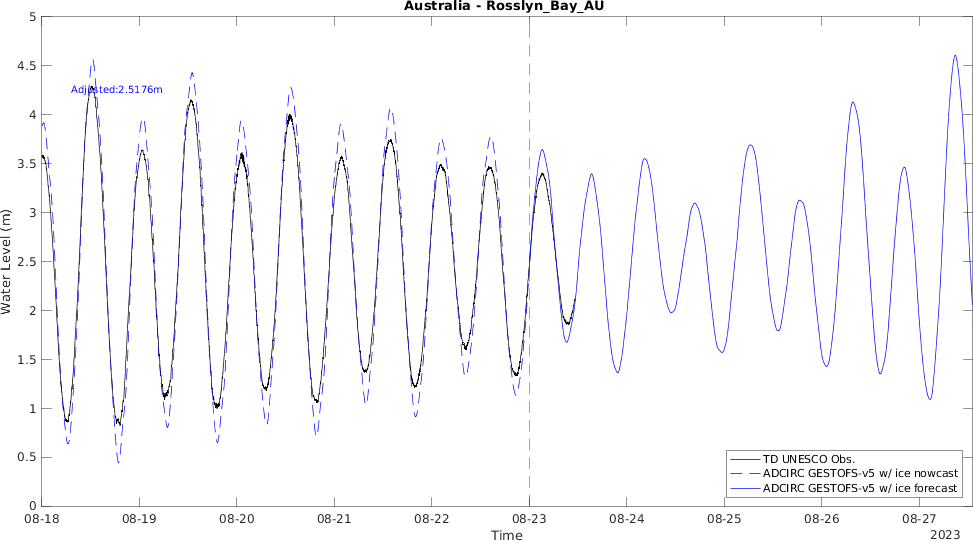 Australia - Rosslyn_Bay_AU
5
4.5
4
3.5
3
2.5
2
1.5
1
0.5
0
Water Level (m)
Adjusted:2.5176m
TD UNESCO Obs.
ADCIRC GESTOFS-v5 w/ ice nowcast
ADCIRC GESTOFS-v5 w/ ice forecast
08-18 08-19 08-20 08-21 08-22 08-23 08-24 08-25 08-26 08-27
Time
2023